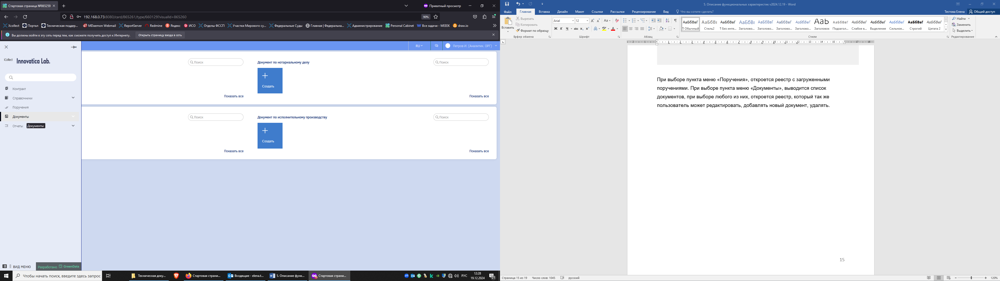 Стартовая страница №865259
Приватный просмотр
192.168.0.73:8080/card/865261/type/660129?visualId=865260
90%
Xcollect
Портал
Техническая поддер...
MDaemon Webmail
ReportServer
Redmine
Яндекс
ИСО
Отделы ФССП
Участки Мирового су...
Федеральные Суды
Главная | Федеральна...
Администрирование
Personal Cabinet
Все задачи - WEEEK
draw.io
Вы должны войти в эту сеть перед тем, как сможете получить доступ к Интернету.
Открыть страницу входа в сеть
RU
Петров И. (Аналитик. ОРГ)
iCollect
Innovatica Lab.
Контракт
Справочники
Поручения
Документы
Отчеты
Документы
ВИД МЕНЮ
Разработано GreenData
Поиск
Документ по нотариальному делу
Поиск
Создать
Показать все
Показать все
Поиск
Документ по исполнительному производству
Поиск
Создать
Показать все
Показать все
Чтобы начать поиск, введите здесь запрос
Техническая доку...
Стартовая страни...
Входящие - elena.t...
5. Описание функ...
Стартовая страни...
РУС
12:28
19.12.2024
21
5. Описание функциональных характеристик v2024.12.19 - Word
Файл
Главная
Вставка
Дизайн
Макет
Ссылки
Рассылки
Рецензирование
Вид
Что вы хотите сделать?
Тестова Елена
Общий доступ
Вставить
Вырезать
Копировать
Формат по образцу
Буфер обмена
Arial
12
Aa
Ж К Ч abc x₂ x²
Шрифт
Абзац
АаБбВвГ АаБбВвГ АаБбВвГ АаБбВвГ АаБбВвГ АаБбВвГ АаБбВвГ АаБ АаБбВвГ АаБбВвГ АаБбВвГ АаБбВвГ АаБбВвГ АаБбВвГ
¶ Обычный
Стиль2
¶ Без инте...
Заголово...
Заголово...
Заголово...
Заголово...
Заголовок
Подзагол...
Слабое в...
Выделение
Сильное...
Строгий
Цитата 2
Стили
Найти
Заменить
Выделить
Редактирование
При выборе пункта меню «Поручения», откроется реестр с загруженными
поручениями. При выборе пункта меню «Документы», выводится список
документов, при выборе любого из них, откроется реестр, который так же
пользователь может редактировать, добавлять новый документ, удалять.
15
Страница 15 из 19
Число слов: 1045
русский
120%